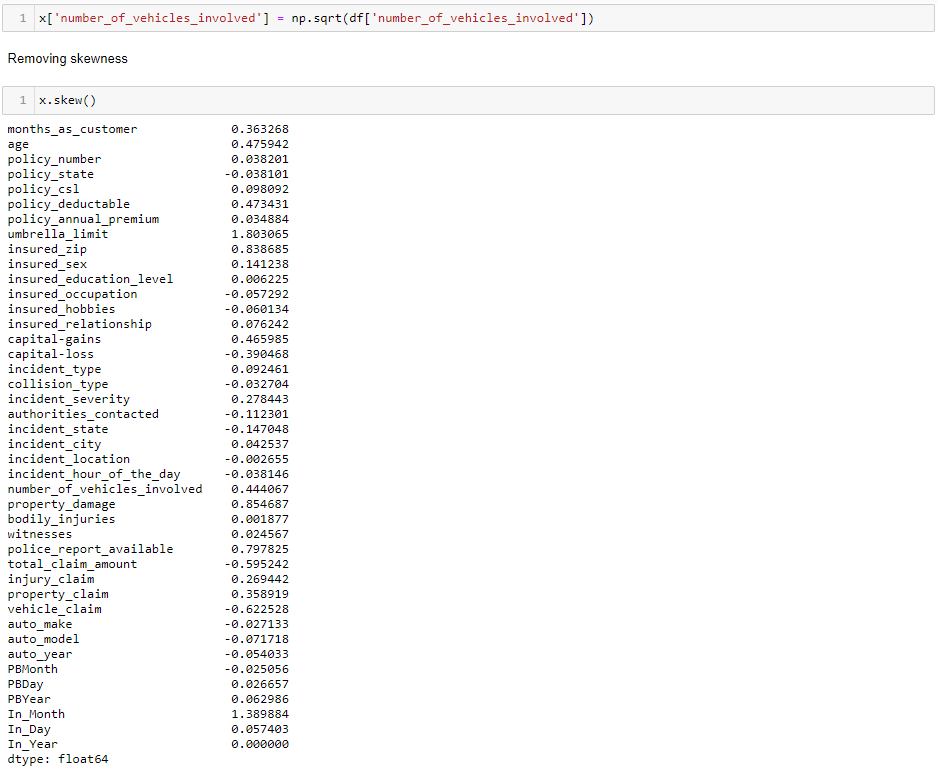 1 x['number_of_vehicles_involved'] = np.sqrt(df['number_of_vehicles_involved'])
Removing skewness
1 x.skew()
months_as_customer 0.363268
age 0.475942
policy_number 0.038201
policy_state -0.038101
policy_csl 0.098092
policy_deductable 0.473431
policy_annual_premium 0.034884
umbrella_limit 1.803065
insured_zip 0.838685
insured_sex 0.141238
insured_education_level 0.006225
insured_occupation -0.057292
insured_hobbies -0.060134
insured_relationship 0.076242
capital-gains 0.465985
capital-loss -0.390468
incident_type 0.092461
collision_type -0.032704
incident_severity 0.278443
authorities_contacted -0.112301
incident_state -0.147048
incident_city 0.042537
incident_location -0.002655
incident_hour_of_the_day -0.038146
number_of_vehicles_involved 0.444067
property_damage 0.854687
bodily_injuries 0.001877
witnesses 0.024567
police_report_available 0.797825
total_claim_amount -0.595242
injury_claim 0.269442
property_claim 0.358919
vehicle_claim -0.622528
auto_make -0.027133
auto_model -0.071718
auto_year -0.054033
PBMonth -0.025056
PBDay 0.026657
PBYear 0.062986
In_Month 1.389884
In_Day 0.057403
In_Year 0.000000
dtype: float64